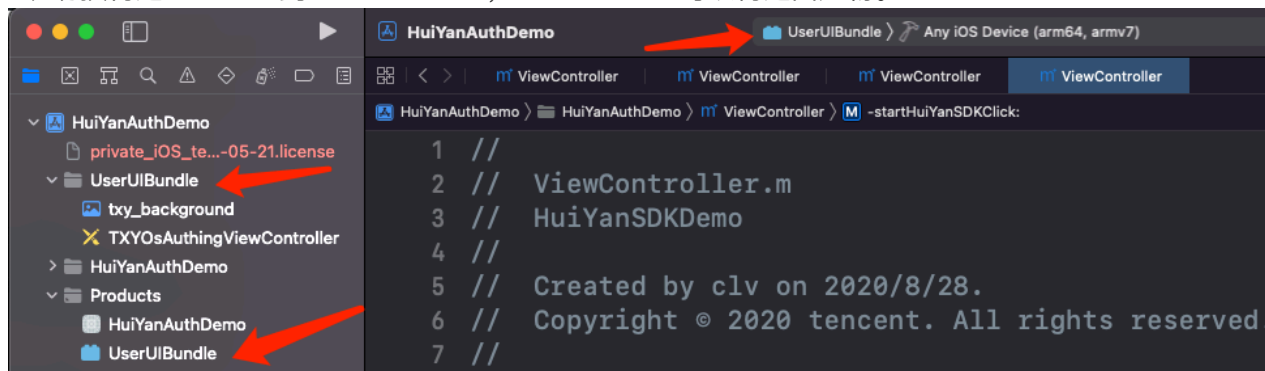 HuiYanAuthDemo
UserUIBundle 〉 Any iOS Device (arm64, armv7)
ViewController
ViewController
ViewController
ViewController
HuiYanAuthDemo 〉 HuiYanAuthDemo 〉 ViewController 〉 M -startHuiYanSDKClick:
HuiYanAuthDemo
private_iOS_te...-05-21.license
UserUIBundle
txy_background
TXYOsAuthingViewController
HuiYanAuthDemo
Products
HuiYanAuthDemo
UserUIBundle
1 //
2 // ViewController.m
3 // HuiYanSDKDemo
4 //
5 // Created by clv on 2020/8/28.
6 // Copyright © 2020 tencent. All rights reserved
7 //